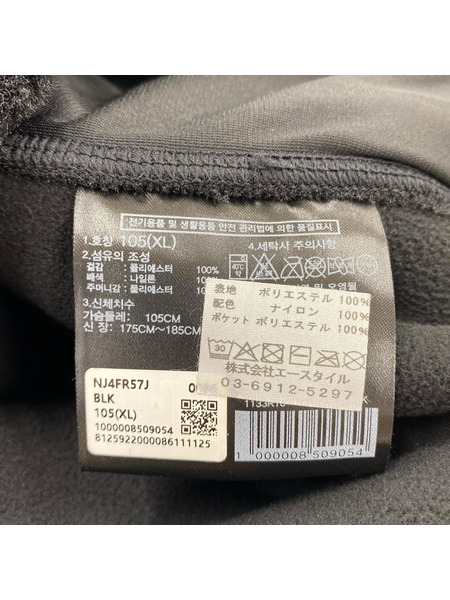 전기용품 및 생활용품 안전 관리법에 의한 품질표시
1.호칭 105(XL)
2.섬유의 조성
겉감 : 폴리에스터 100%
배색 : 나일론 100%
주머니감 : 폴리에스터 100%
3.신체치수
가슴둘레: 105CM
신 장: 175CM~185CM
4.세탁시 주의사항
40℃
表地 ポリエステル 100%
配色 ナイロン 100%
ポケット ポリエステル 100%
30
株式会社エースタイル
03-6912-5297
NJ4FR57J
BLK
105(XL)
1000008509054
8125922000086111125
1 000008 509054